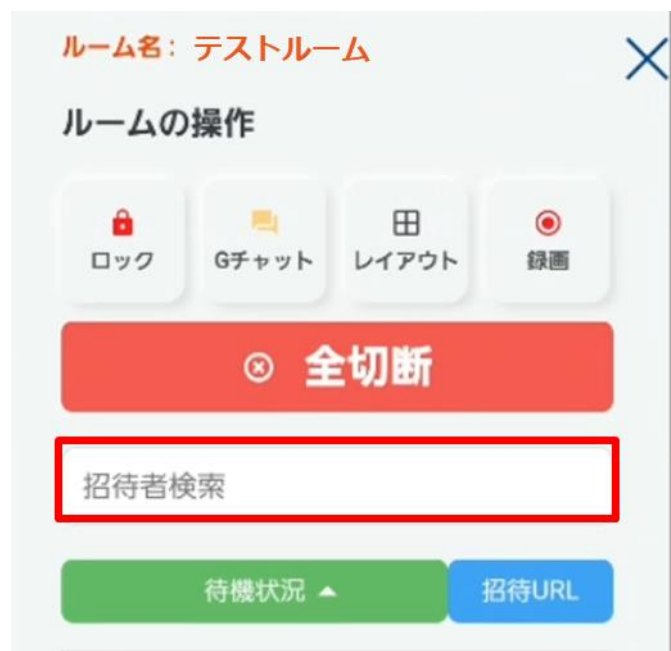 ルーム名： テストルーム
ルームの操作
ロック
Gチャット
レイアウト
録画
全切断
招待者検索
待機状況
招待URL